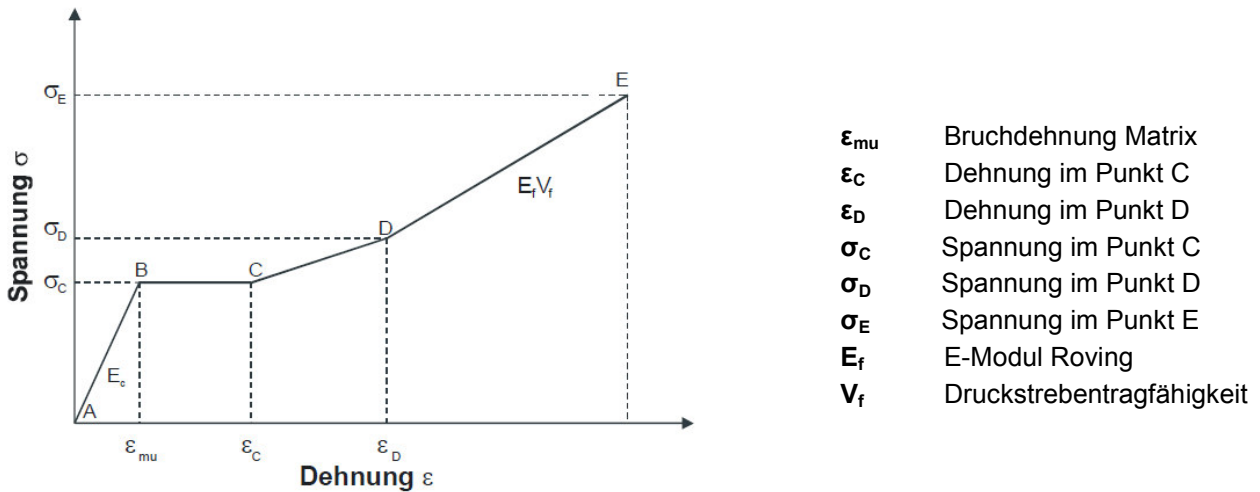 Spannung σ
σE
σD
σC
A
B
C
D
E
Ec
EfVf
εmu
εC
εD
Dehnung ε
εmu Bruchdehnung Matrix
εC Dehnung im Punkt C
εD Dehnung im Punkt D
σC Spannung im Punkt C
σD Spannung im Punkt D
σE Spannung im Punkt E
Ef E-Modul Roving
Vf Druckstrebentragfähigkeit